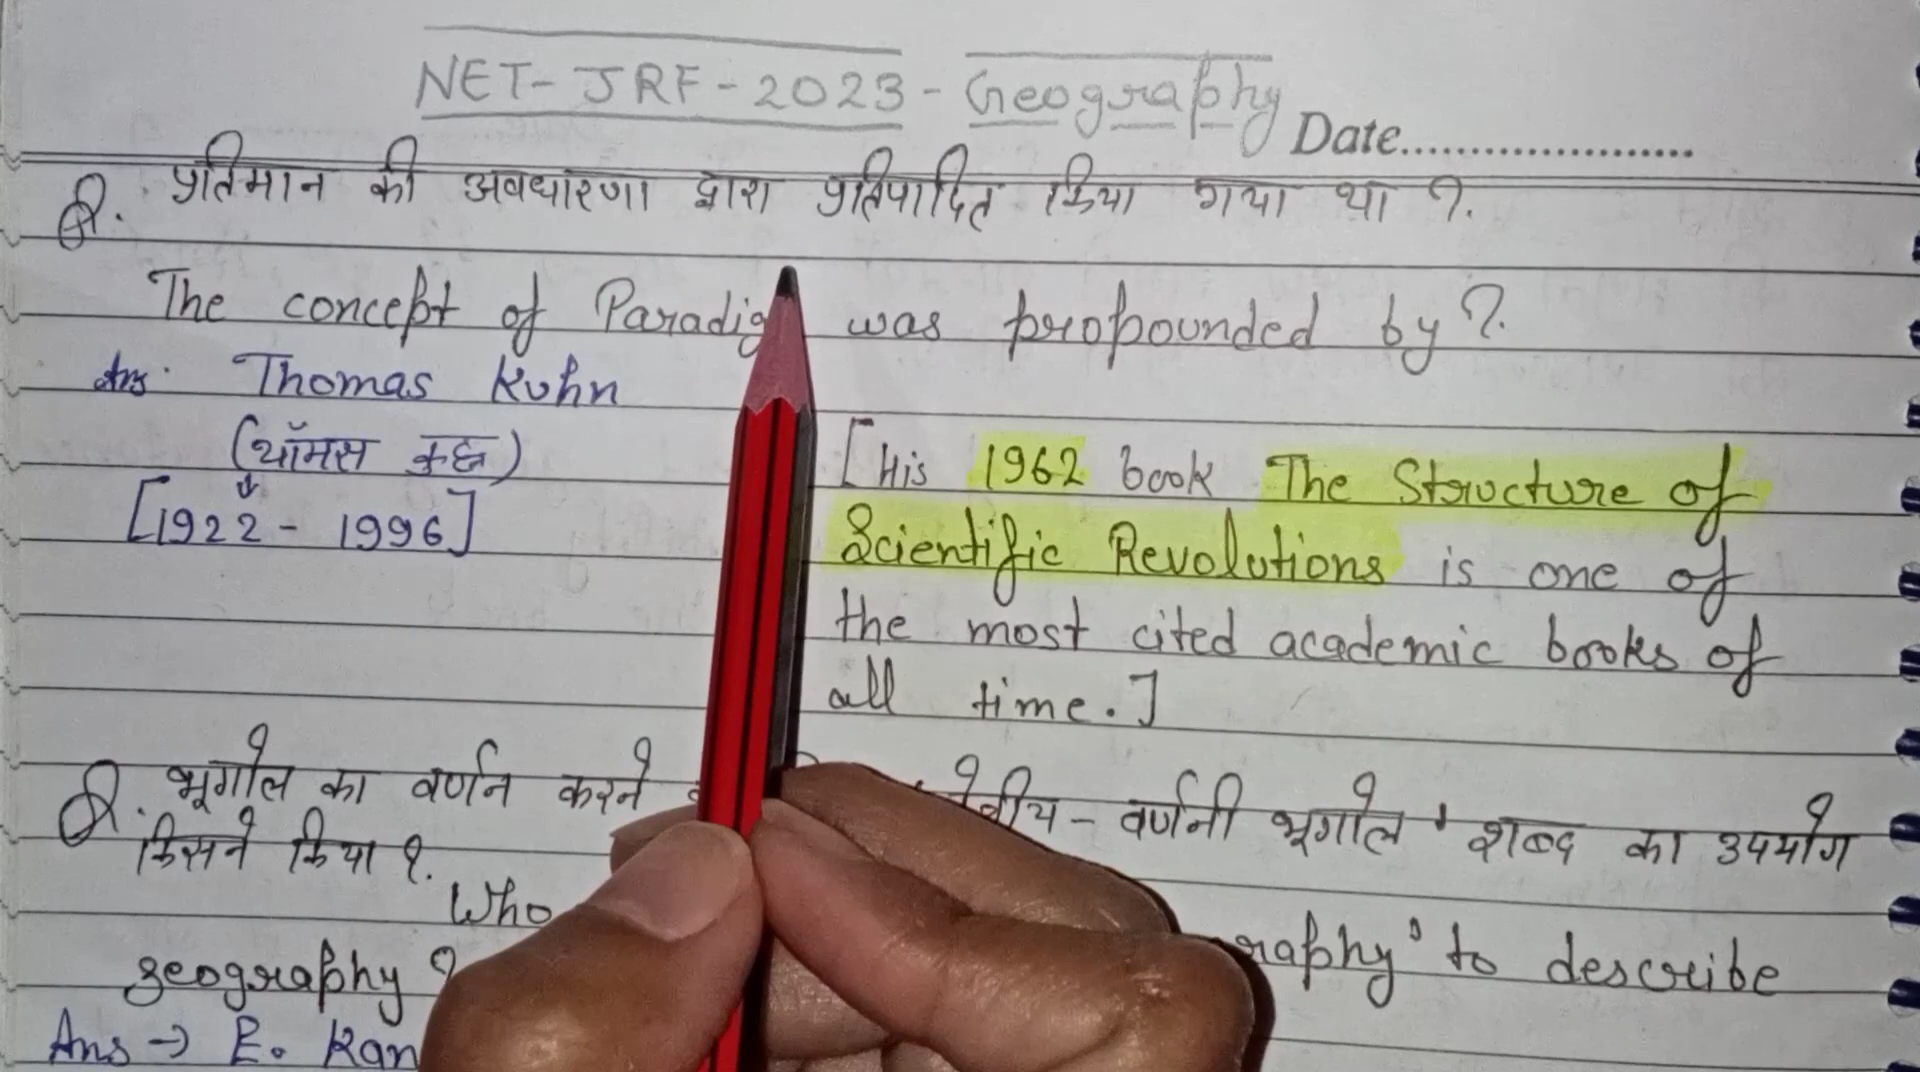 NET-JRF-2023-Geography
Date......................
Q. प्रतिमान की अवधारणा द्वारा प्रतिपादित किया गया था ?.
The concept of Paradig was propounded by ?.
Ans. Thomas Kuhn
(थॉमस कुह्न)
[1922 - 1996]
[His 1962 book The Structure of
Scientific Revolutions is one of
the most cited academic books of
all time.]
Q. भूगोल का वर्णन करने वर्णनी भूगोल' शब्द का उपयोग
किसने किया ?.
Who raphy' to describe
geography ?
Ans → E. Kan